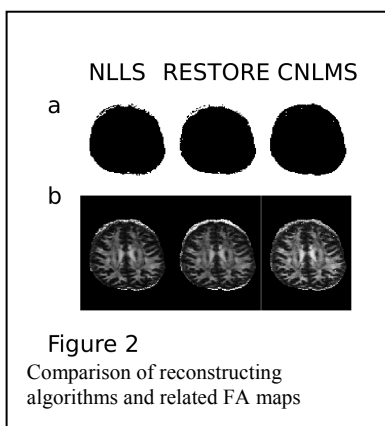 NLLS RESTORE CNLMS
a
b
Figure 2
Comparison of reconstructing
algorithms and related FA maps